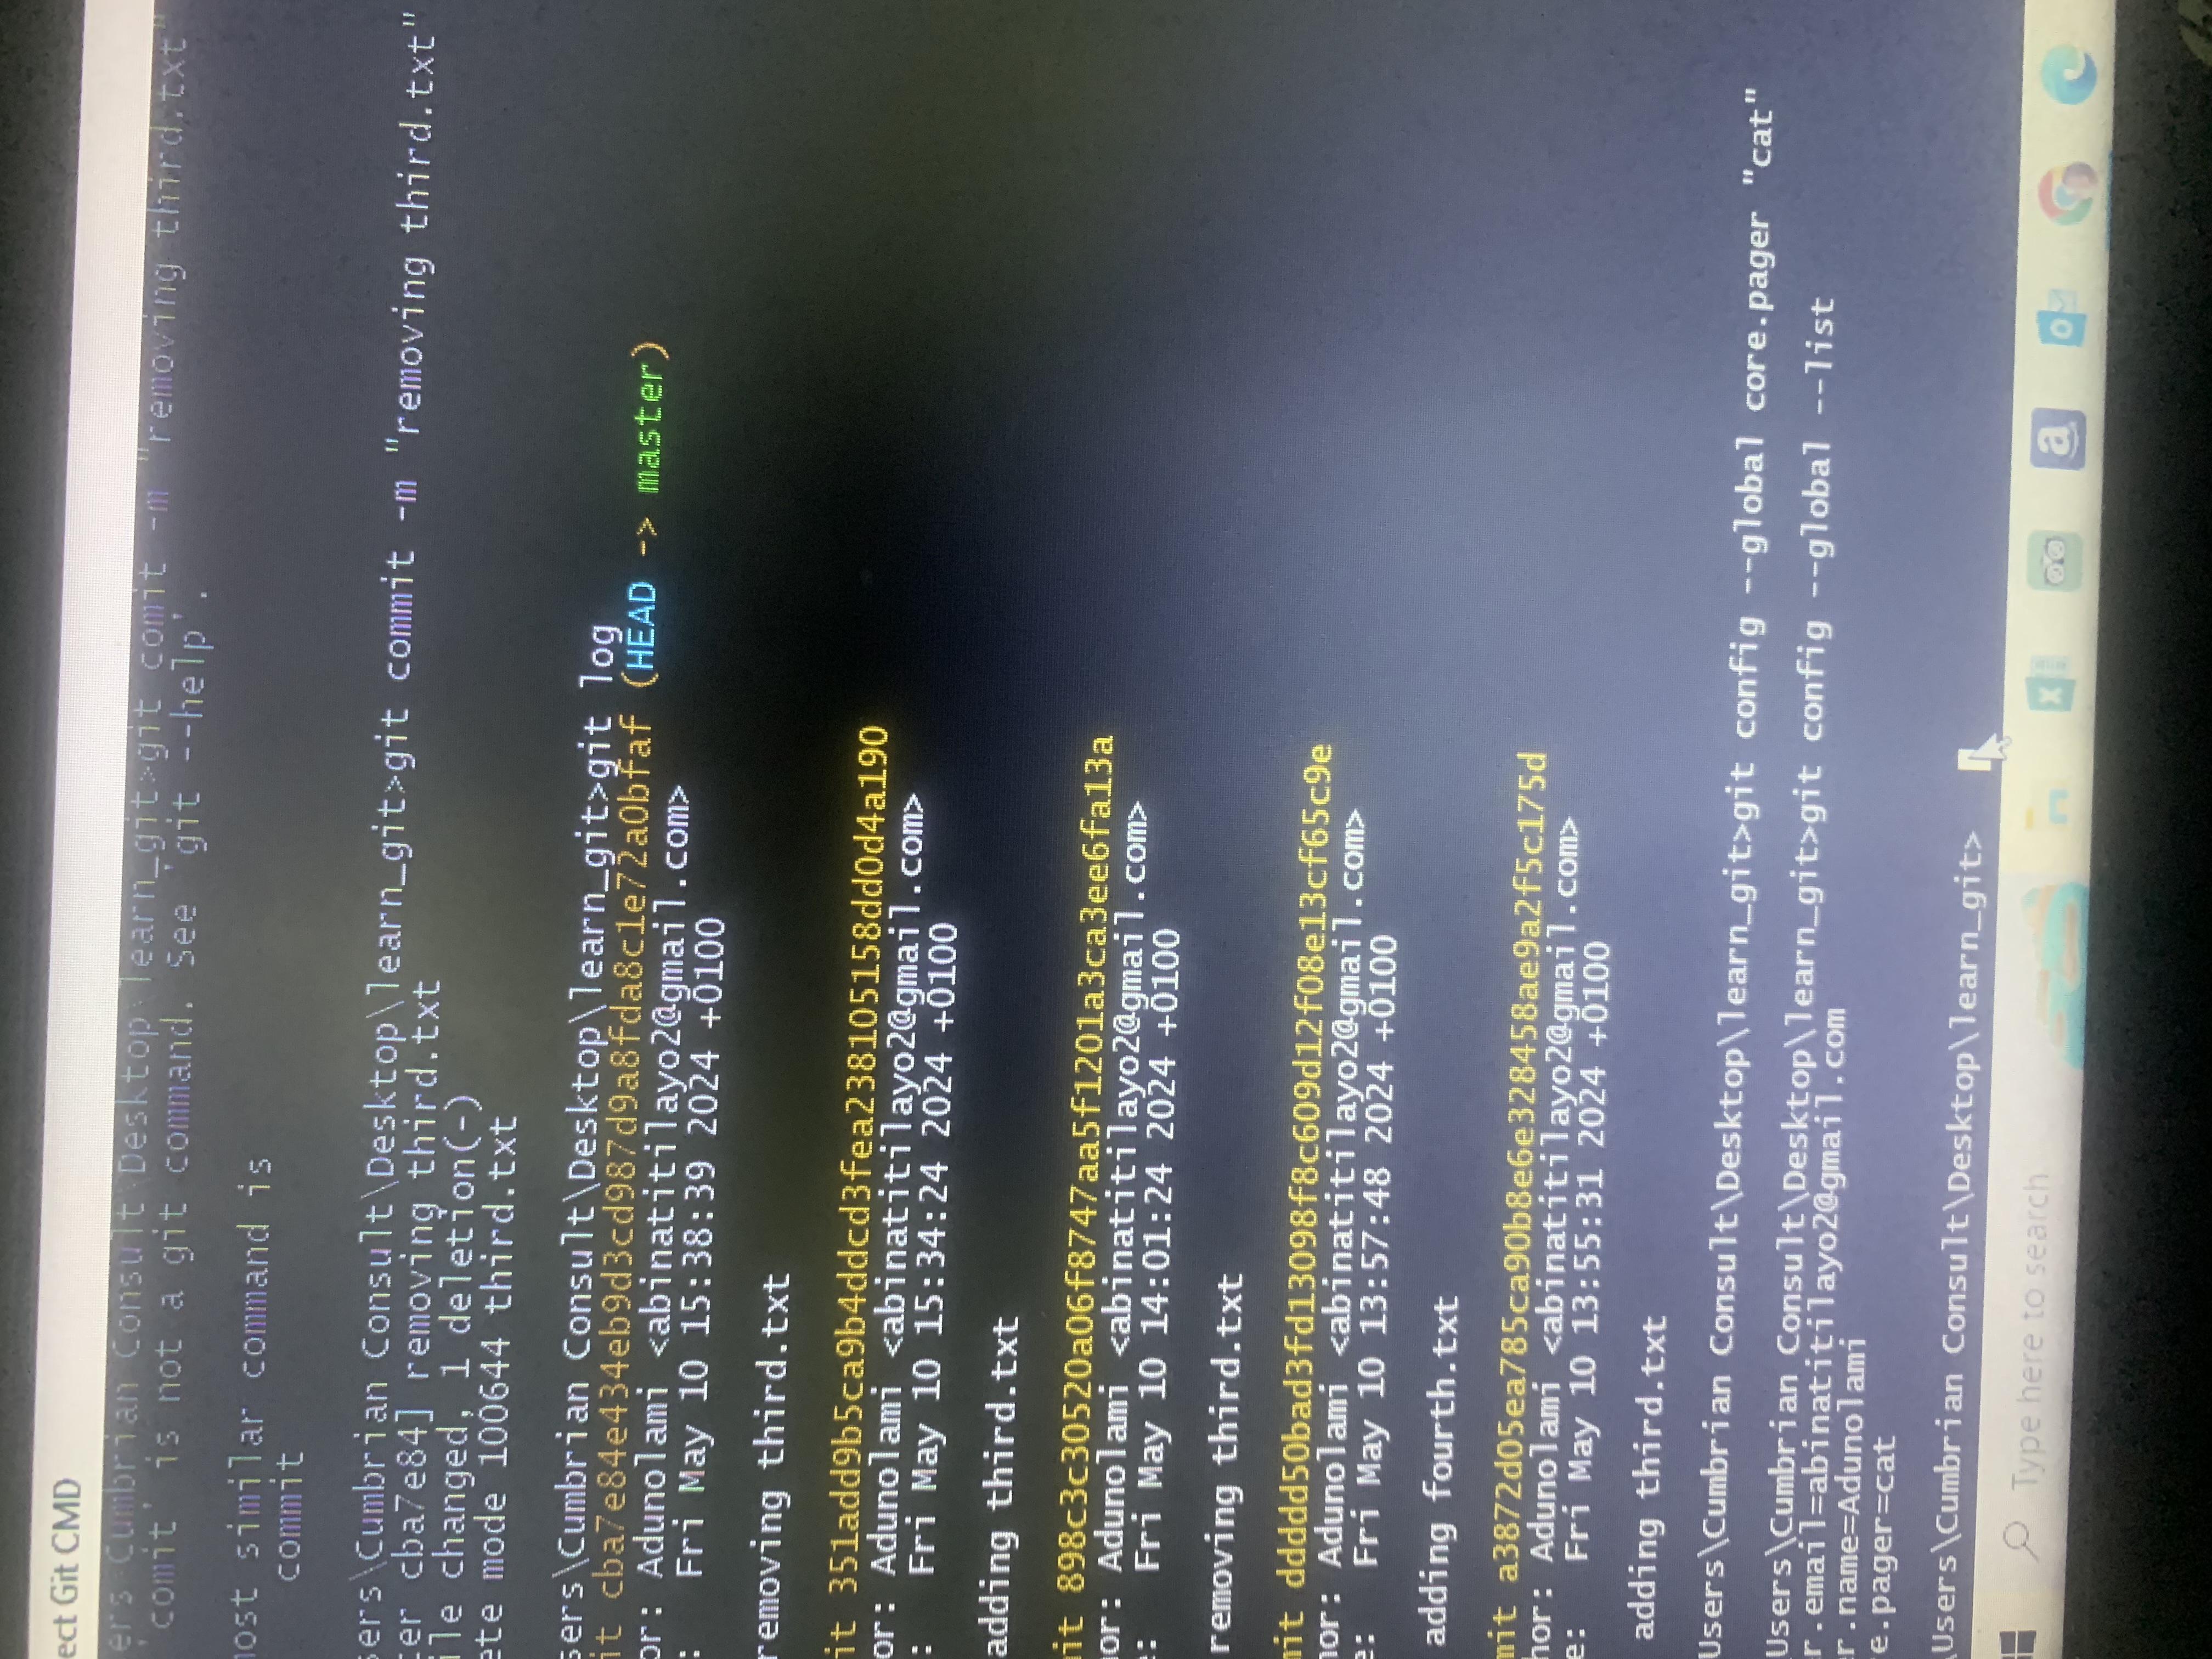 ect Git CMD
ers Cumbrian Consult Desktop learn_git>git comit -m "removing third.txt"
'comit' is not a git command. See 'git --help'.
most similar command is
commit
sers\Cumbrian Consult\Desktop\learn_git>git commit -m "removing third.txt"
ter cba7e84] removing third.txt
ile changed, 1 deletion(-)
ete mode 100644 third.txt
sers\Cumbrian Consult\Desktop\learn_git>git log
it cba7e84e434eb9d3cd987d9a8fda8c1e72a0bfaf (HEAD -> master)
or: Adunolami <abinatitilayo2@gmail.com>
: Fri May 10 15:38:39 2024 +0100
removing third.txt
it 351add9b5ca9b4ddcd3fea238105158dd0d4a190
or: Adunolami <abinatitilayo2@gmail.com>
: Fri May 10 15:34:24 2024 +0100
adding third.txt
it 898c3c30520a06f8747aa5f1201a3ca3ee6fa13a
or: Adunolami <abinatitilayo2@gmail.com>
e: Fri May 10 14:01:24 2024 +0100
removing third.txt
mit ddddd50bad3fd13098f8c609d12f08e13cf65c9e
hor: Adunolami <abinatitilayo2@gmail.com>
e: Fri May 10 13:57:48 2024 +0100
adding fourth.txt
mit a3872d05ea785ca90b8e6e328458ae9a2f5c175d
hor: Adunolami <abinatitilayo2@gmail.com>
e: Fri May 10 13:55:31 2024 +0100
adding third.txt
Users\Cumbrian Consult\Desktop\learn_git>git config --global core.pager "cat"
Users\Cumbrian Consult\Desktop\learn_git>git config --global --list
r.email=abinatitilayo2@gmail.com
r.name=Adunolami
e.pager=cat
\Users\Cumbrian Consult\Desktop\learn_git>
Type here to search